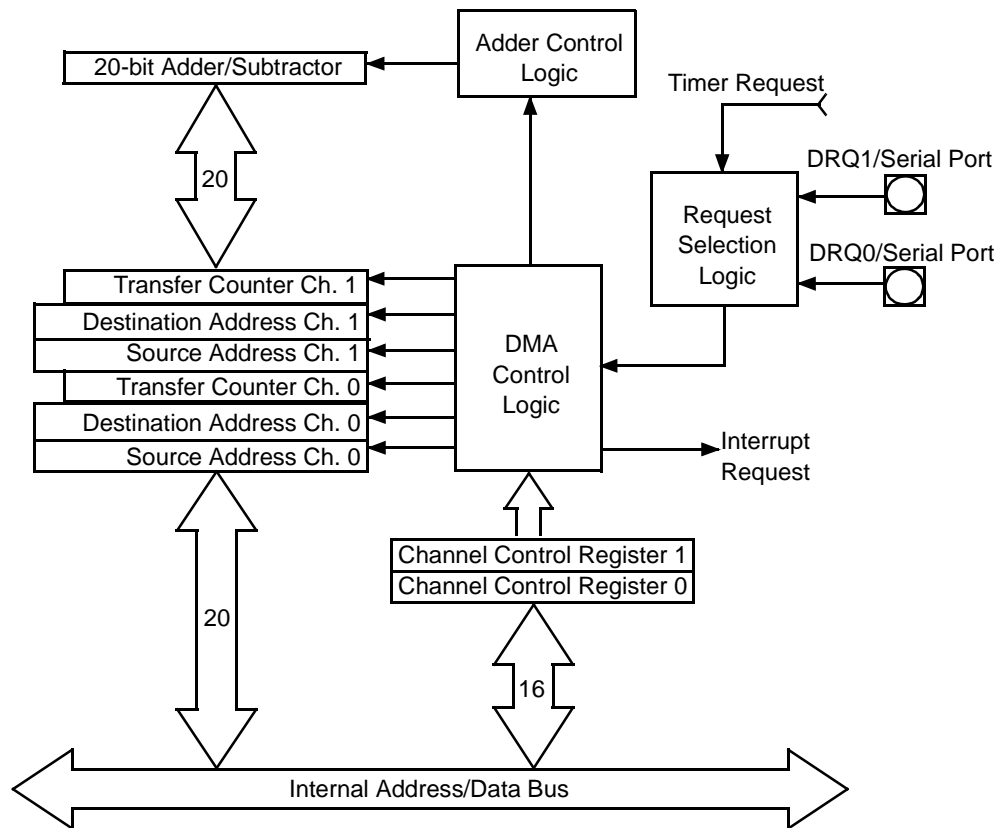 Adder Control
Logic
20-bit Adder/Subtractor
Timer Request
DRQ1/Serial Port
20
Request
Selection
Logic
DRQ0/Serial Port
Transfer Counter Ch. 1
Destination Address Ch. 1
Source Address Ch. 1
Transfer Counter Ch. 0
Destination Address Ch. 0
Source Address Ch. 0
DMA
Control
Logic
Interrupt
Request
Channel Control Register 1
Channel Control Register 0
20
16
Internal Address/Data Bus